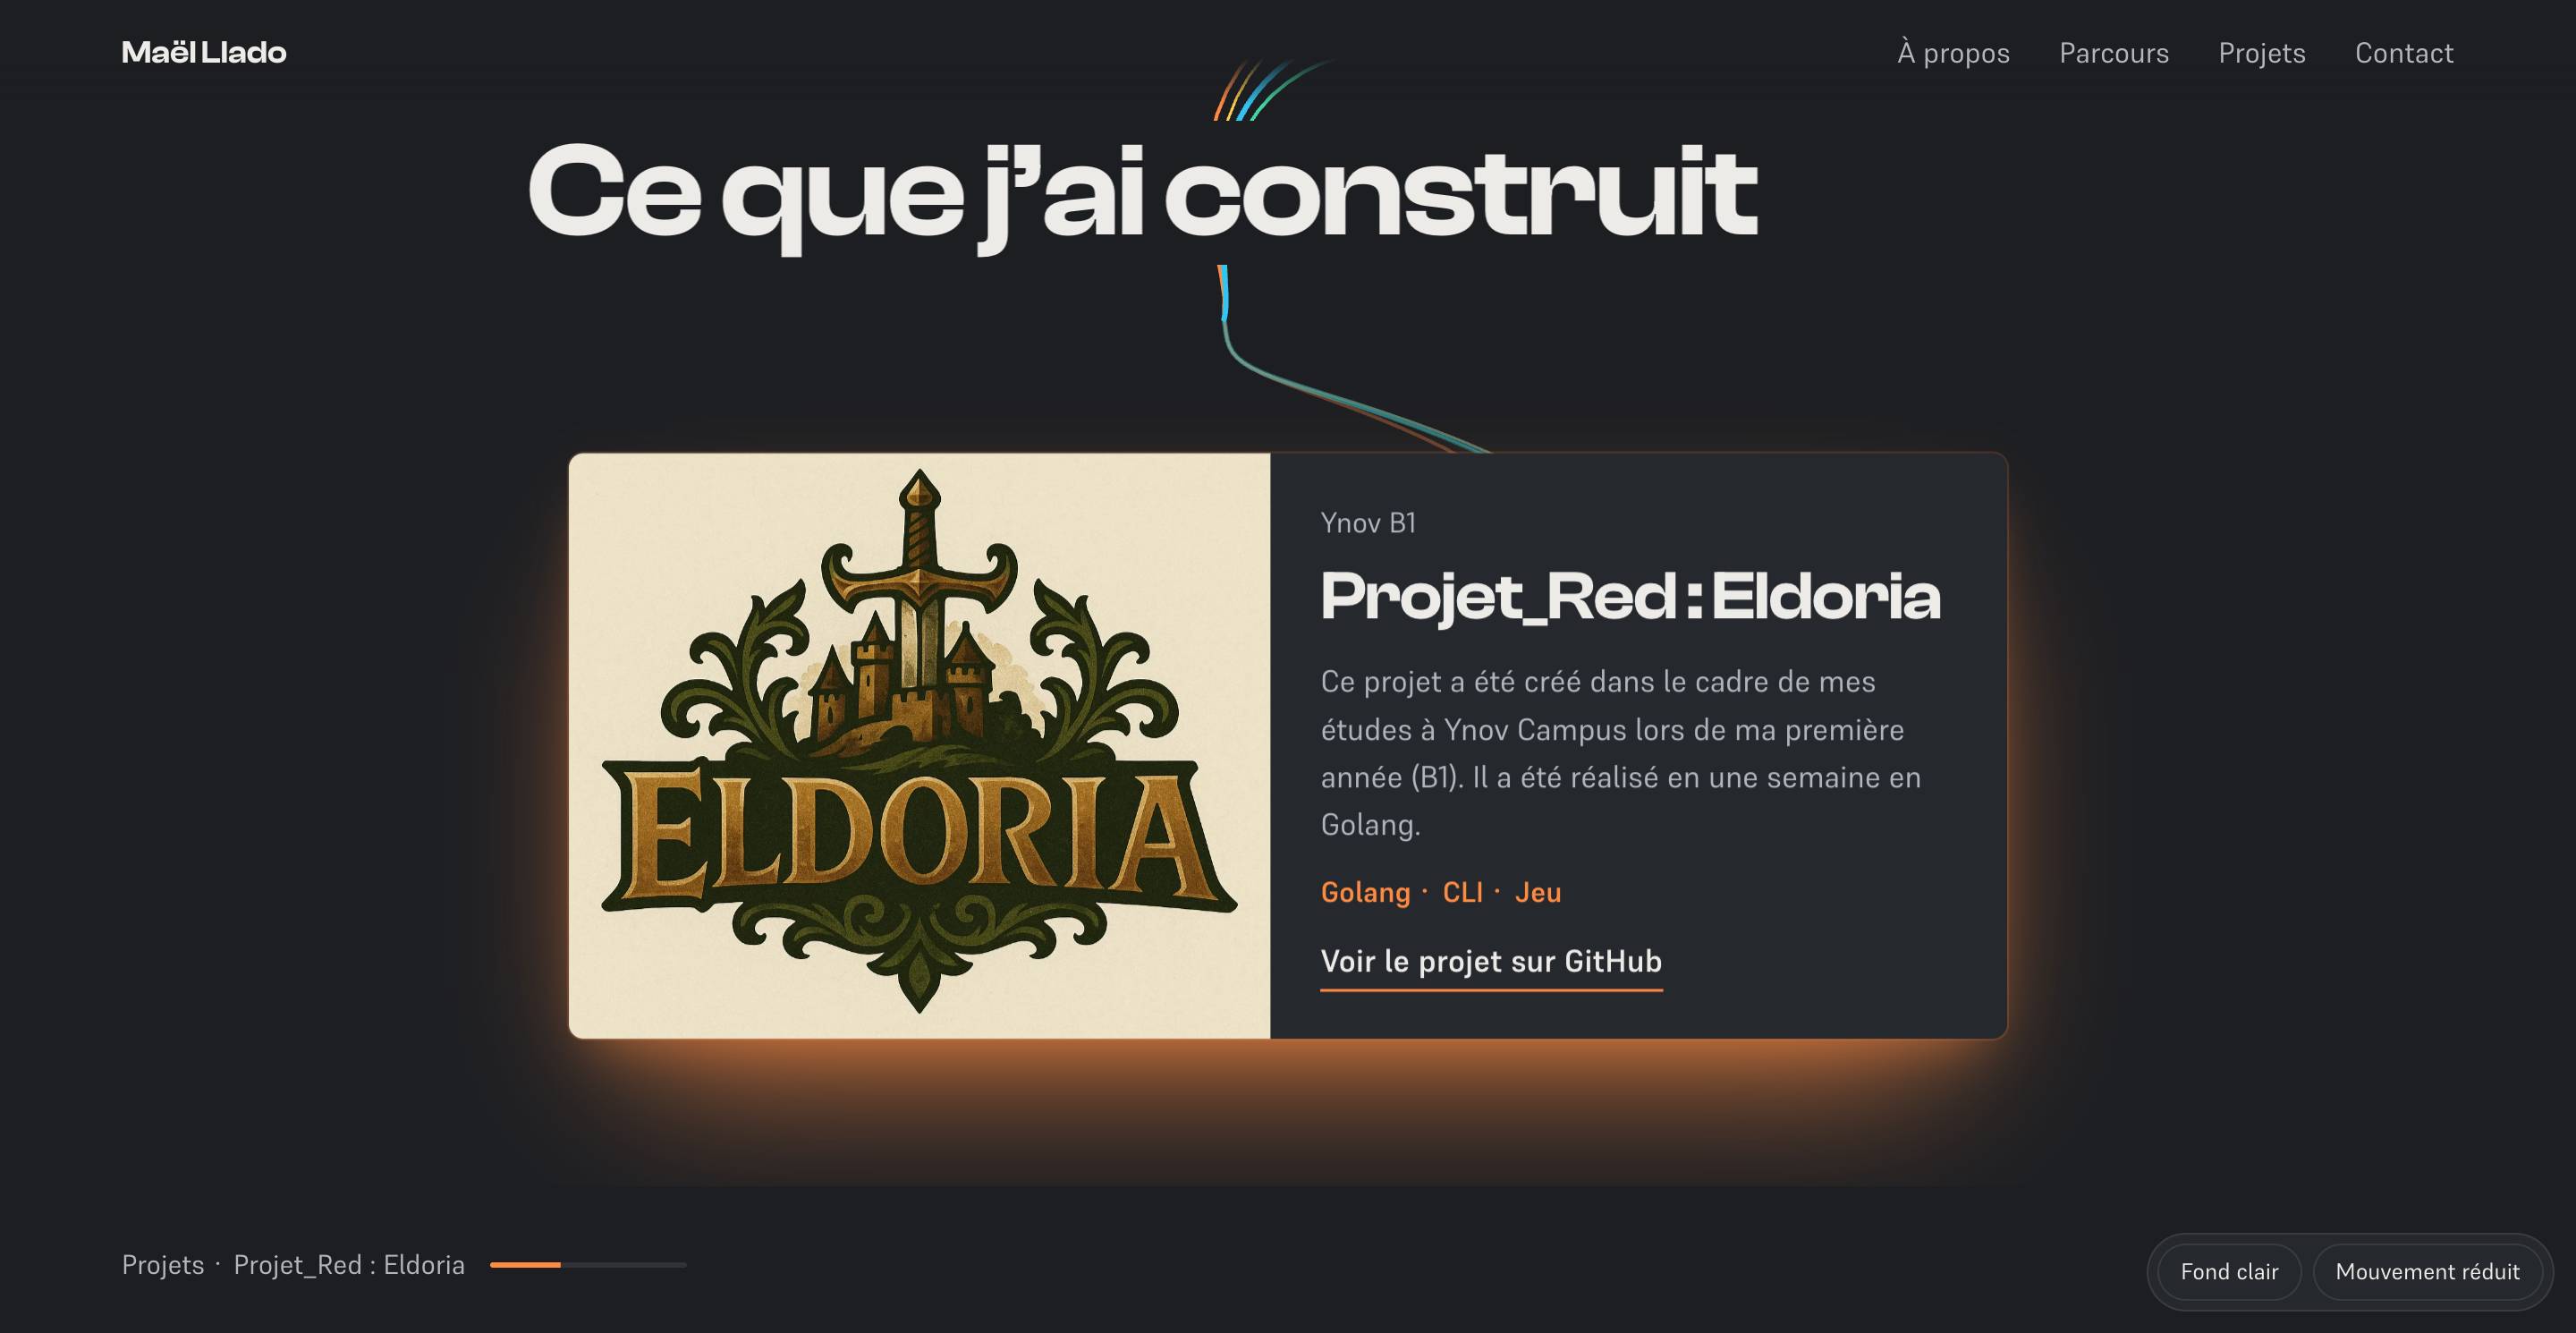 Maël Llado
À propos Parcours Projets Contact
Ce que j’ai construit
ELDORIA
Ynov B1
Projet_Red : Eldoria
Ce projet a été créé dans le cadre de mes
études à Ynov Campus lors de ma première
année (B1). Il a été réalisé en une semaine en
Golang.
Golang · CLI · Jeu
Voir le projet sur GitHub
Projets · Projet_Red : Eldoria
Fond clair
Mouvement réduit